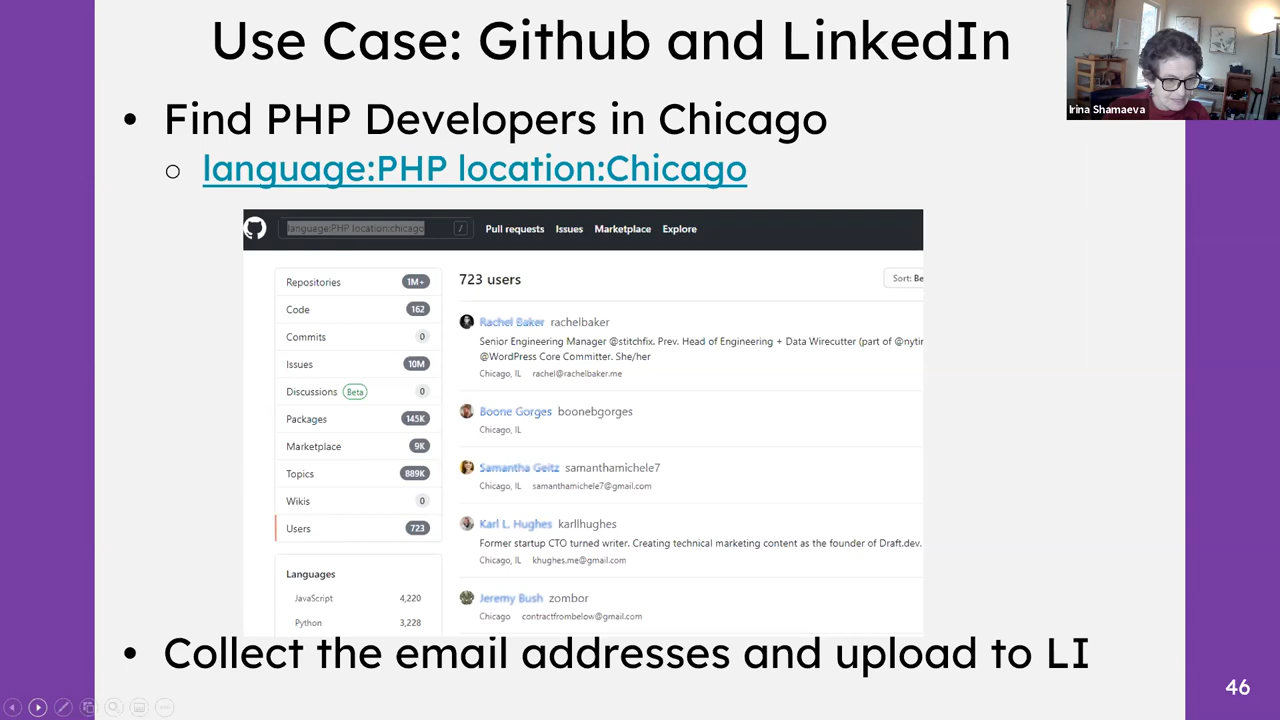 Use Case: Github and LinkedIn
Irina Shamaeva
• Find PHP Developers in Chicago
○ language:PHP location:Chicago
language:PHP location:chicago /
Pull requests Issues Marketplace Explore
Repositories 1M+
Code 162
Commits 0
Issues 10M
Discussions Beta 0
Packages 145K
Marketplace 9K
Topics 889K
Wikis 0
Users 723
Languages
JavaScript 4,220
Python 3,228
723 users
Sort: Be
Rachel Baker rachelbaker
Senior Engineering Manager @stitchfix. Prev. Head of Engineering + Data Wirecutter (part of @nytin
@WordPress Core Committer. She/her
Chicago, IL rachel@rachelbaker.me
Boone Gorges boonebgorges
Chicago, IL
Samantha Geitz samanthamichele7
Chicago, IL samanthamichele7@gmail.com
Karl L. Hughes karllhughes
Former startup CTO turned writer. Creating technical marketing content as the founder of Draft.dev.
Chicago, IL khughes.me@gmail.com
Jeremy Bush zombor
Chicago contractfrombelow@gmail.com
• Collect the email addresses and upload to LI
46